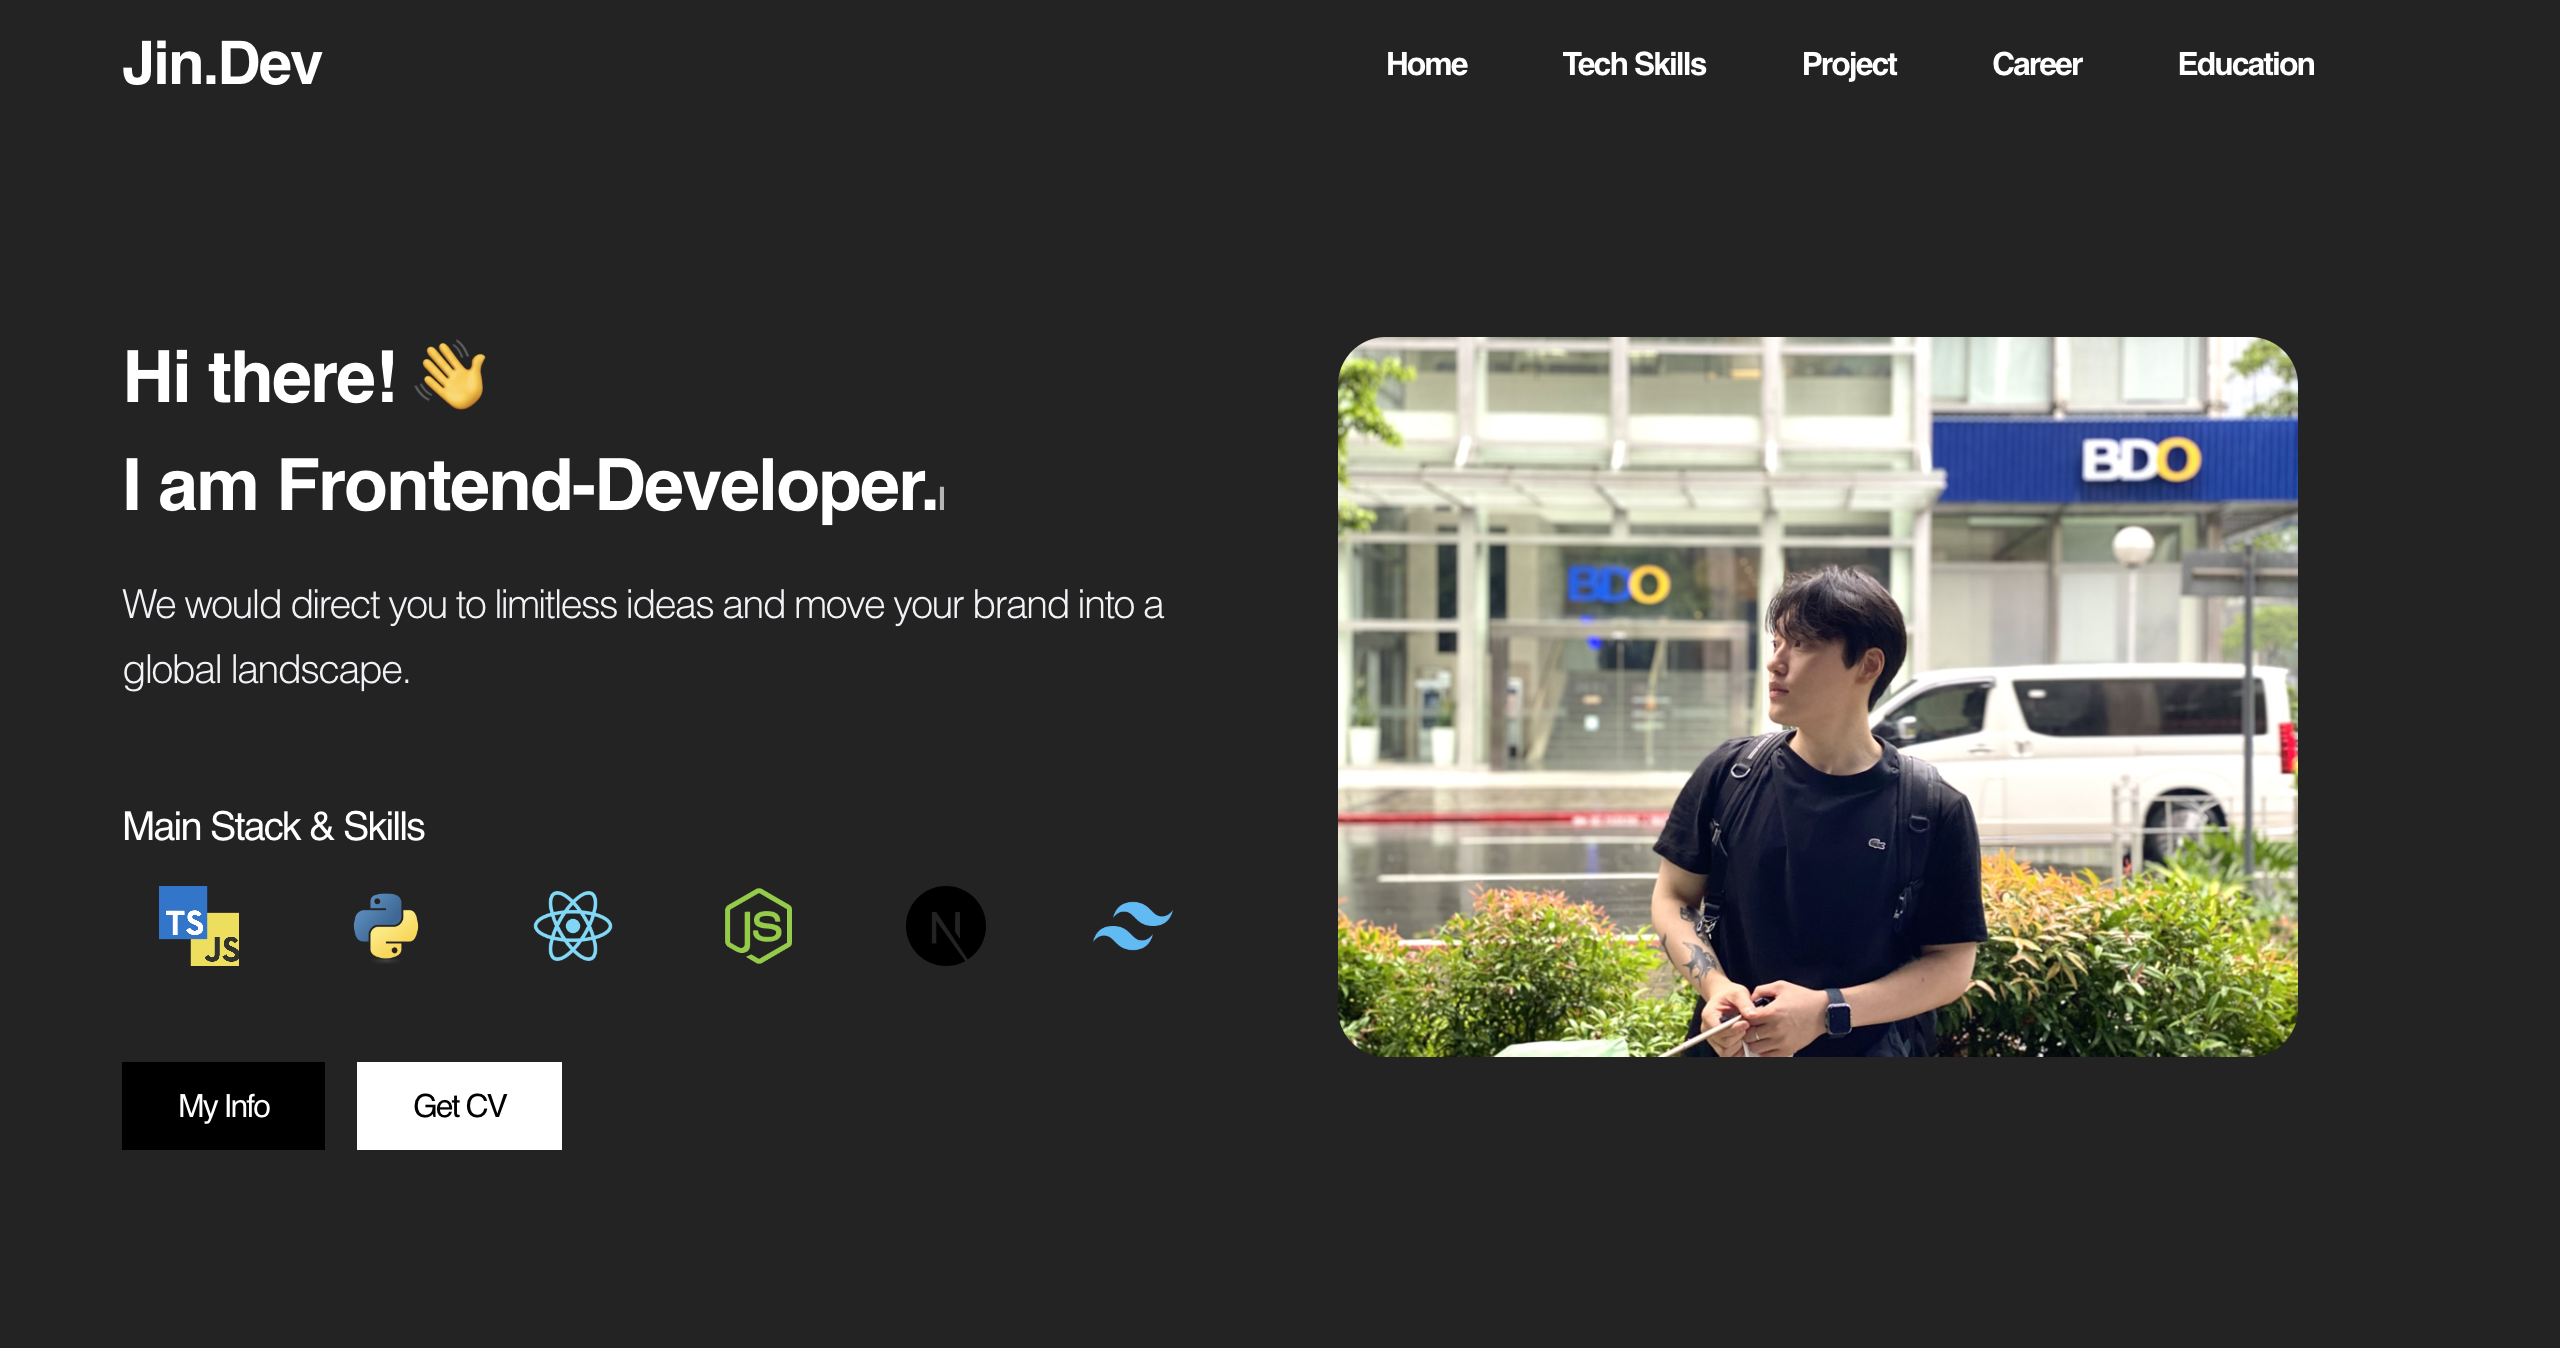 Jin.Dev
Home Tech Skills Project Career Education
Hi there! 👋
I am Frontend-Developer.
We would direct you to limitless ideas and move your brand into a
global landscape.
Main Stack & Skills
TS
JS
JS
N
My Info Get CV
BDO
BDO